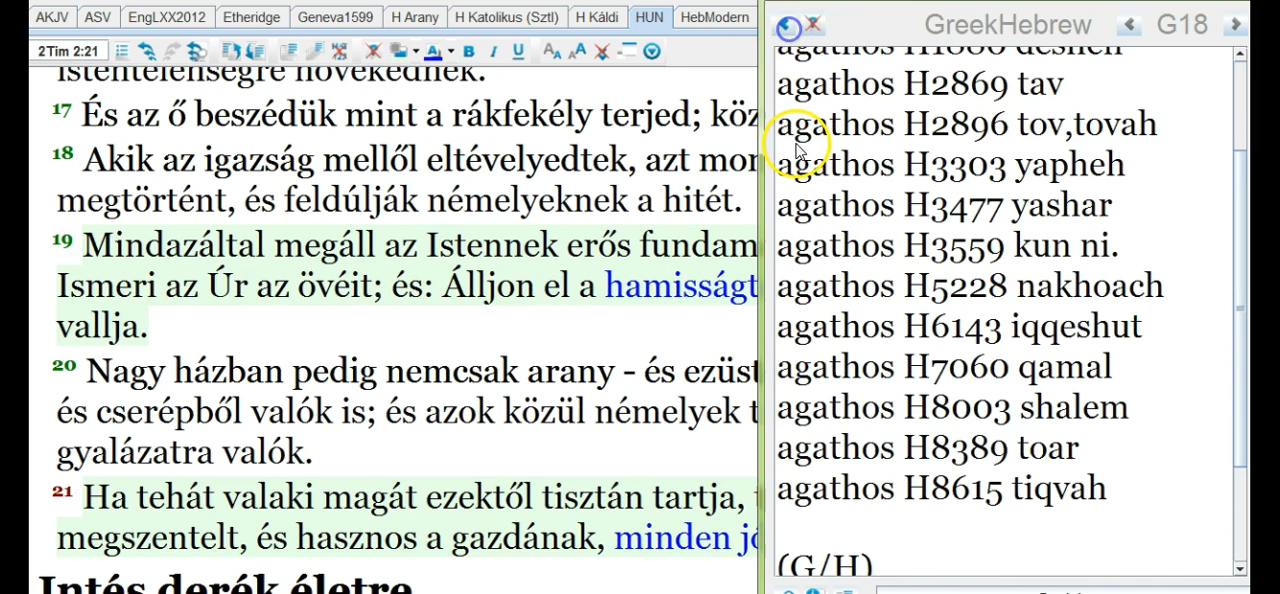 AKJV ASV EngLXX2012 Etheridge Geneva1599 H Arany H Katolikus (Sztl) H Káldi HUN HebModern
2Tim 2:21
istentelenségre növekednek.
17 És az ő beszédük mint a rákfekély terjed; köz
18 Akik az igazság mellől eltévelyedtek, azt mon
megtörtént, és feldúlják némelyeknek a hitét.
19 Mindazáltal megáll az Istennek erős fundam
Ismeri az Úr az övéit; és: Álljon el a hamisságt
vallja.
20 Nagy házban pedig nemcsak arany - és ezüst
és cserépből valók is; és azok közül némelyek t
gyalázatra valók.
21 Ha tehát valaki magát ezektől tisztán tartja,
megszentelt, és hasznos a gazdának, minden jó
Intés derék életre
GreekHebrew G18
agathos H1880 deshen
agathos H2869 tav
agathos H2896 tov,tovah
agathos H3303 yapheh
agathos H3477 yashar
agathos H3559 kun ni.
agathos H5228 nakhoach
agathos H6143 iqqeshut
agathos H7060 qamal
agathos H8003 shalem
agathos H8389 toar
agathos H8615 tiqvah
(G/H)